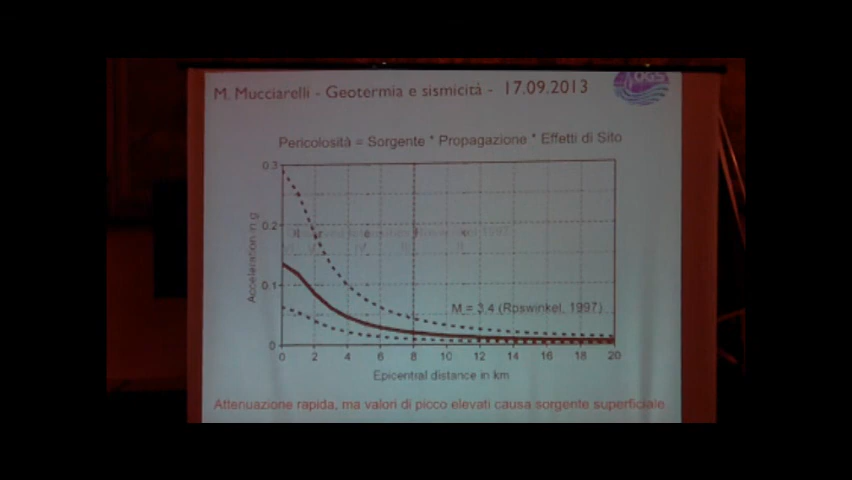 M. Mucciarelli - Geotermia e sismicità - 17.09.2013
OGS
Pericolosità = Sorgente * Propagazione * Effetti di Sito
0.3
0.2
0.1
0
Acceleration in g
M = 3.4 (Roswinkel, 1997)
0 2 4 6 8 10 12 14 16 18 20
Epicentral distance in km
Attenuazione rapida, ma valori di picco elevati causa sorgente superficiale